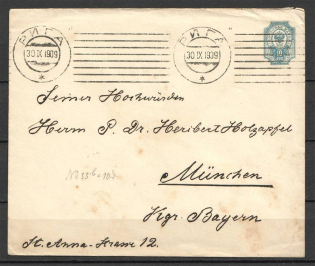 РИГА РИГА
30 IX 1909 30 IX 1909
10
Seiner Hochwürden
Herrn P. Dr. Heribert Holzapfel
München
Kgr. Bayern
St. Anna-Strasse 12.